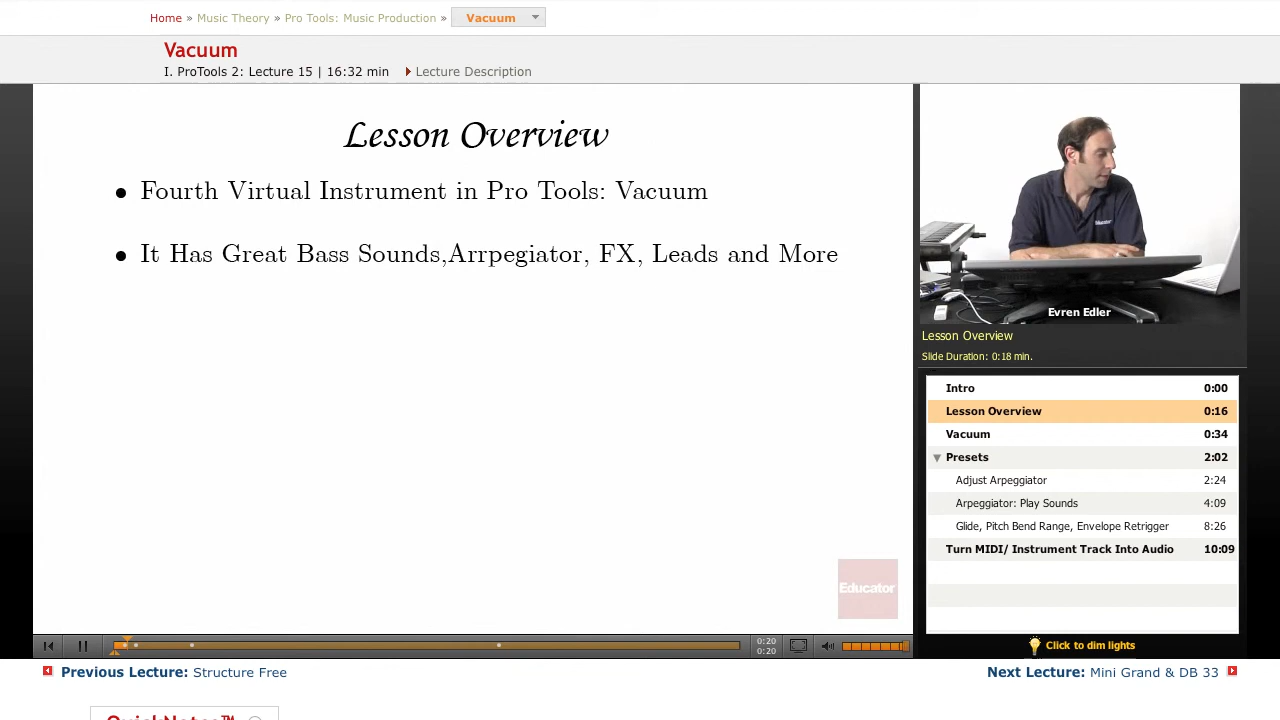 Home » Music Theory » Pro Tools: Music Production » Vacuum
Vacuum
I. ProTools 2: Lecture 15 | 16:32 min Lecture Description
Lesson Overview
• Fourth Virtual Instrument in Pro Tools: Vacuum
• It Has Great Bass Sounds,Arrpegiator, FX, Leads and More
Educator
Evren Edler
Lesson Overview
Slide Duration: 0:18 min.
Intro 0:00
Lesson Overview 0:16
Vacuum 0:34
Presets 2:02
Adjust Arpeggiator 2:24
Arpeggiator: Play Sounds 4:09
Glide, Pitch Bend Range, Envelope Retrigger 8:26
Turn MIDI/ Instrument Track Into Audio 10:09
0:20
0:20
Click to dim lights
Previous Lecture: Structure Free
Next Lecture: Mini Grand & DB 33
QuickNotes™